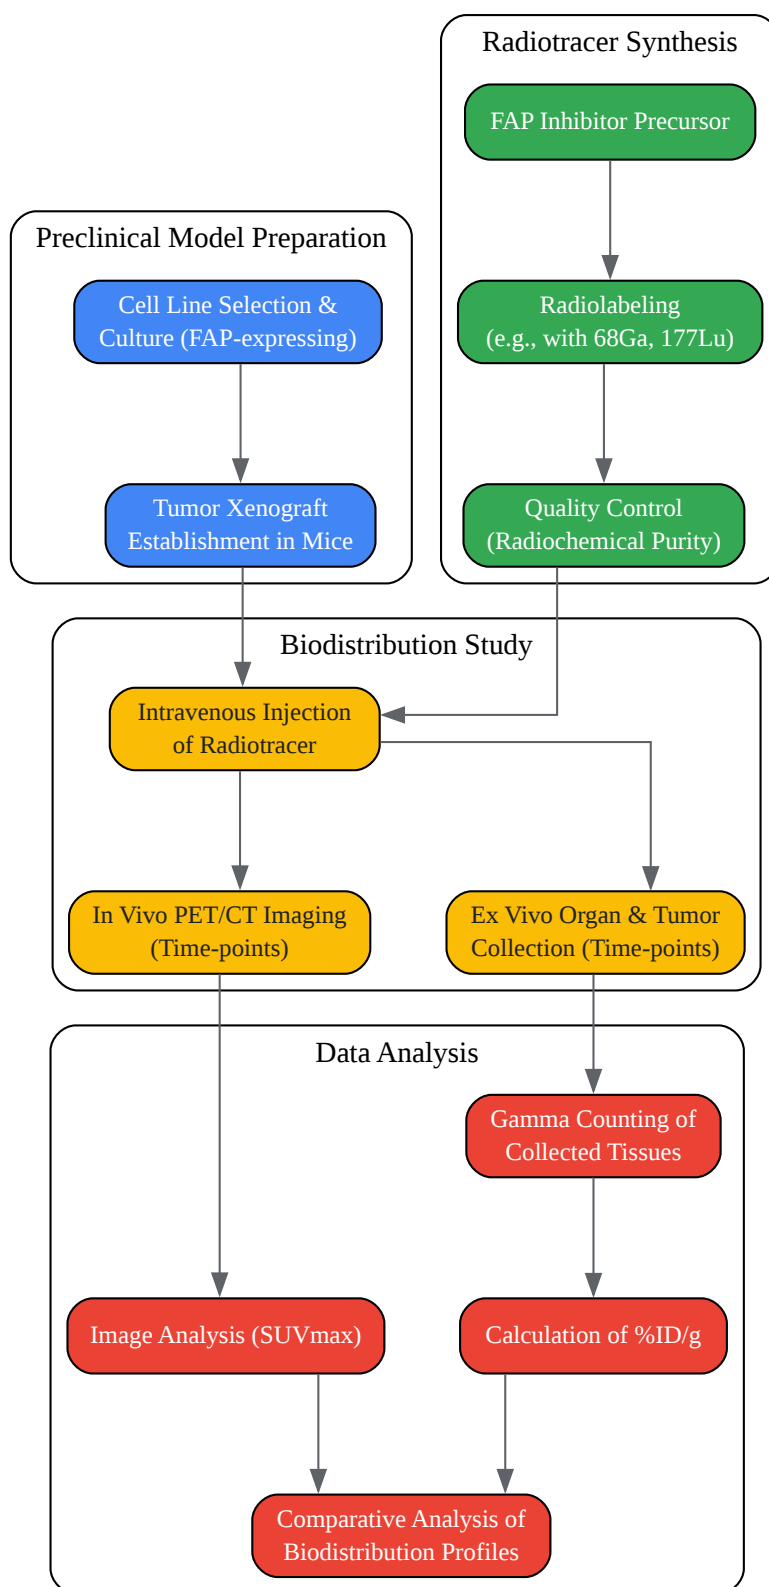 Radiotracer Synthesis
FAP Inhibitor Precursor
Preclinical Model Preparation
Cell Line Selection &
Culture (FAP-expressing)
Radiolabeling
(e.g., with 68Ga, 177Lu)
Tumor Xenograft
Establishment in Mice
Quality Control
(Radiochemical Purity)
Biodistribution Study
Intravenous Injection
of Radiotracer
In Vivo PET/CT Imaging
(Time-points)
Ex Vivo Organ & Tumor
Collection (Time-points)
Data Analysis
Gamma Counting of
Collected Tissues
Image Analysis (SUVmax)
Calculation of %ID/g
Comparative Analysis of
Biodistribution Profiles